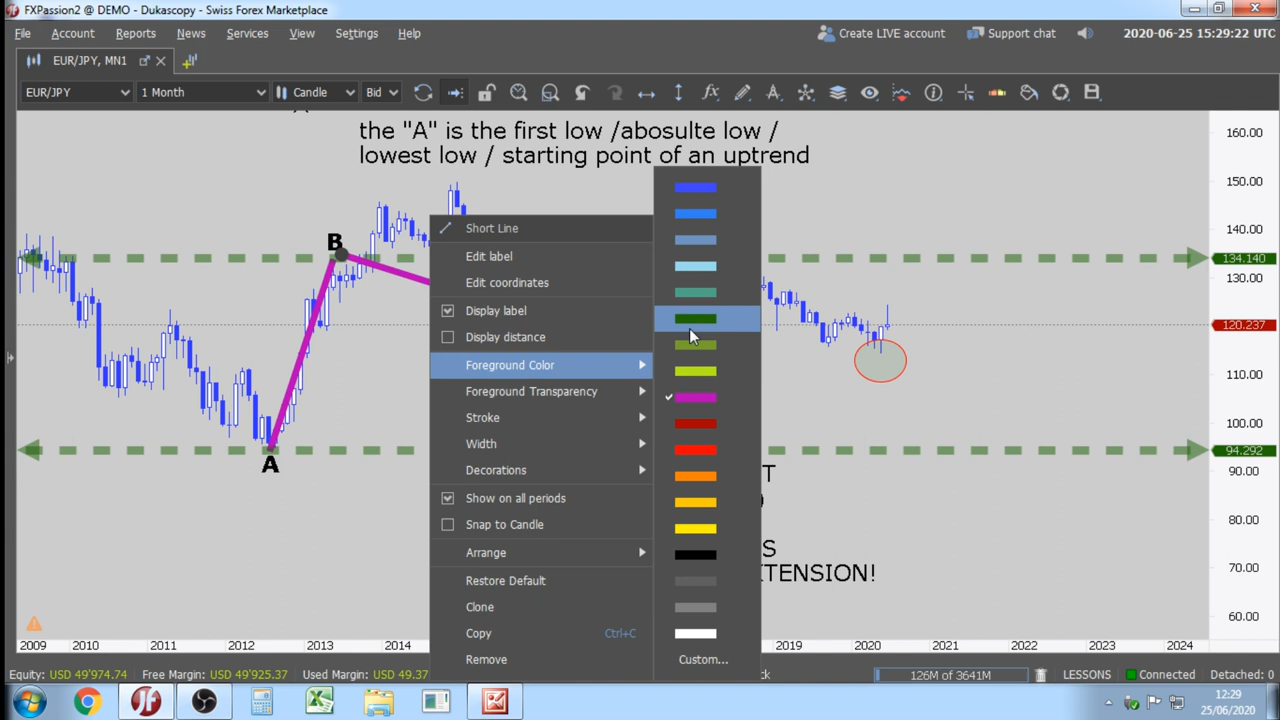 FXPassion2 @ DEMO - Dukascopy - Swiss Forex Marketplace
File Account Reports News Services View Settings Help
Create LIVE account Support chat 2020-06-25 15:29:22 UTC
EUR/JPY, MN1
EUR/JPY 1 Month Candle Bid
the "A" is the first low /abosulte low /
lowest low / starting point of an uptrend
160.00
150.00
140.00
134.140
130.00
120.237
110.00
100.00
94.292
90.00
80.00
70.00
60.00
B
A
Short Line
Edit label
Edit coordinates
Display label
Display distance
Foreground Color
Foreground Transparency
Stroke
Width
Decorations
Show on all periods
Snap to Candle
Arrange
Restore Default
Clone
Copy Ctrl+C
Remove
Custom...
T
S
TENSION!
2009 2010 2011 2012 2013 2014 2019 2020 2021 2022 2023 2024
Equity: USD 49'974.74 Free Margin: USD 49'925.37 Used Margin: USD 49.37
126M of 3641M LESSONS Connected Detached: 0
12:29
25/06/2020